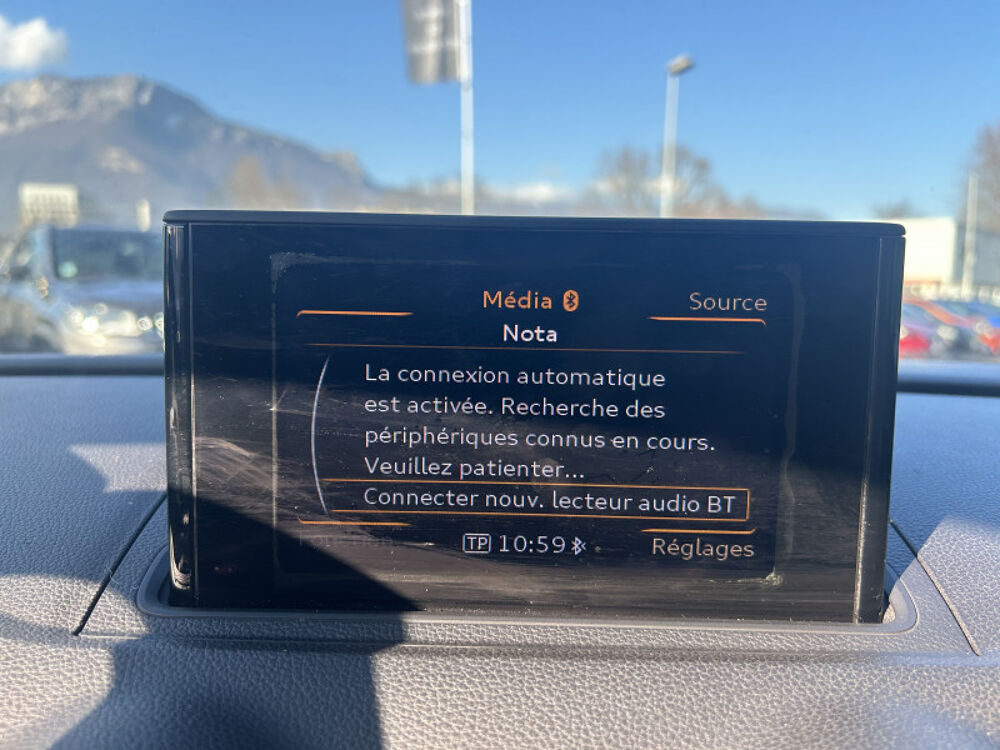 Média
Source
Nota
La connexion automatique
est activée. Recherche des
périphériques connus en cours.
Veuillez patienter...
Connecter nouv. lecteur audio BT
TP 10:59
Réglages